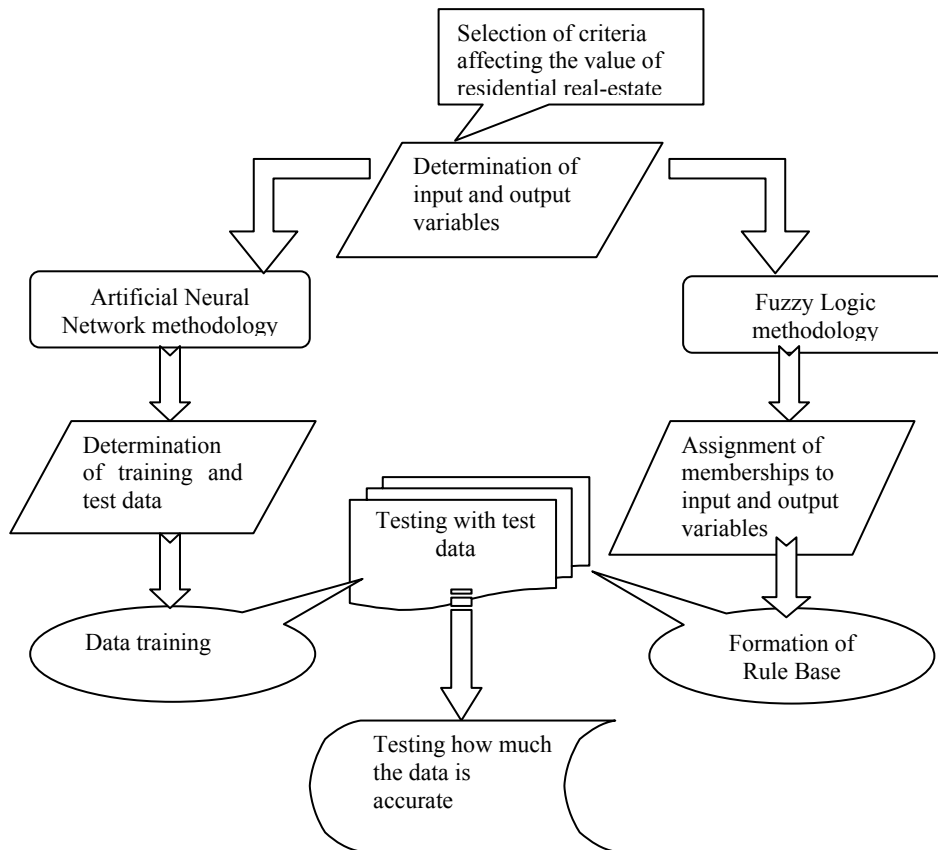 Selection of criteria
affecting the value of
residential real-estate
Determination of
input and output
variables
Artificial Neural
Network methodology
Fuzzy Logic
methodology
Determination
of training and
test data
Assignment of
memberships to
input and output
variables
Testing with test
data
Data training
Formation of
Rule Base
Testing how much
the data is
accurate